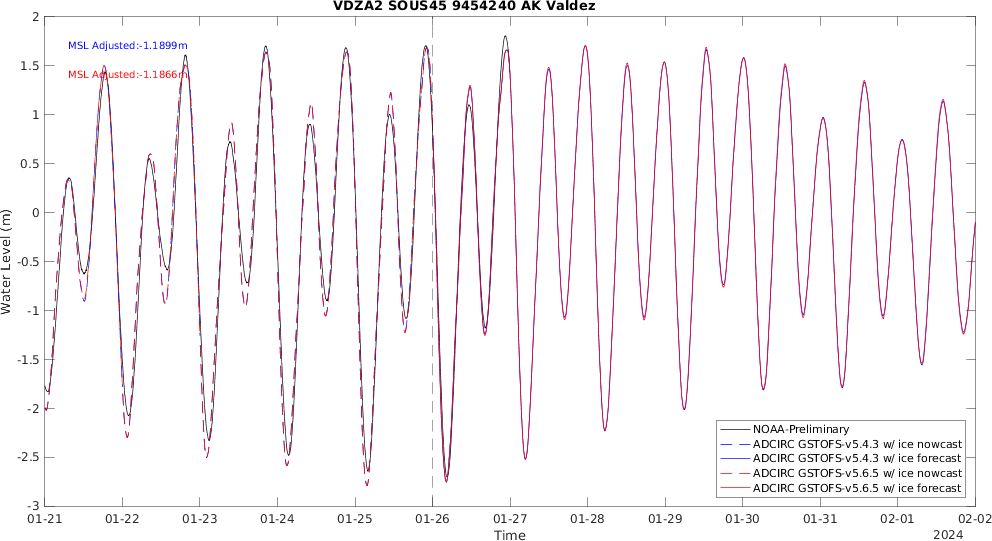 VDZA2 SOUS45 9454240 AK Valdez
MSL Adjusted:-1.1899m
MSL Adjusted:-1.1866m
Water Level (m)
2
1.5
1
0.5
0
-0.5
-1
-1.5
-2
-2.5
-3
NOAA-Preliminary
ADCIRC GSTOFS-v5.4.3 w/ ice nowcast
ADCIRC GSTOFS-v5.4.3 w/ ice forecast
ADCIRC GSTOFS-v5.6.5 w/ ice nowcast
ADCIRC GSTOFS-v5.6.5 w/ ice forecast
01-21 01-22 01-23 01-24 01-25 01-26 01-27 01-28 01-29 01-30 01-31 02-01 02-02
Time
2024